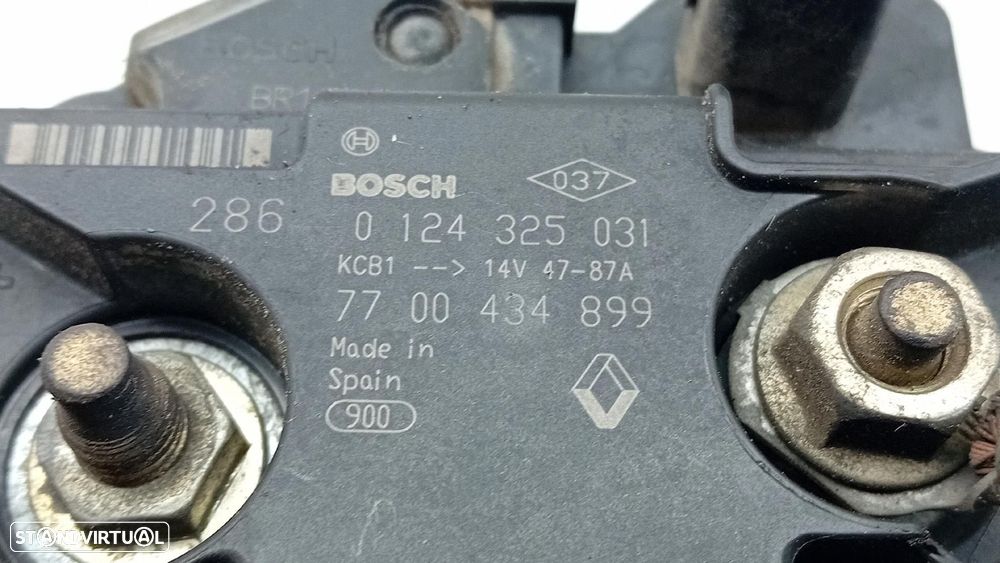 BOSCH
BOSCH
037
286
0 124 325 031
KCB1 --> 14V 47-87A
77 00 434 899
Made in
Spain
900
STANDVIRTUAL